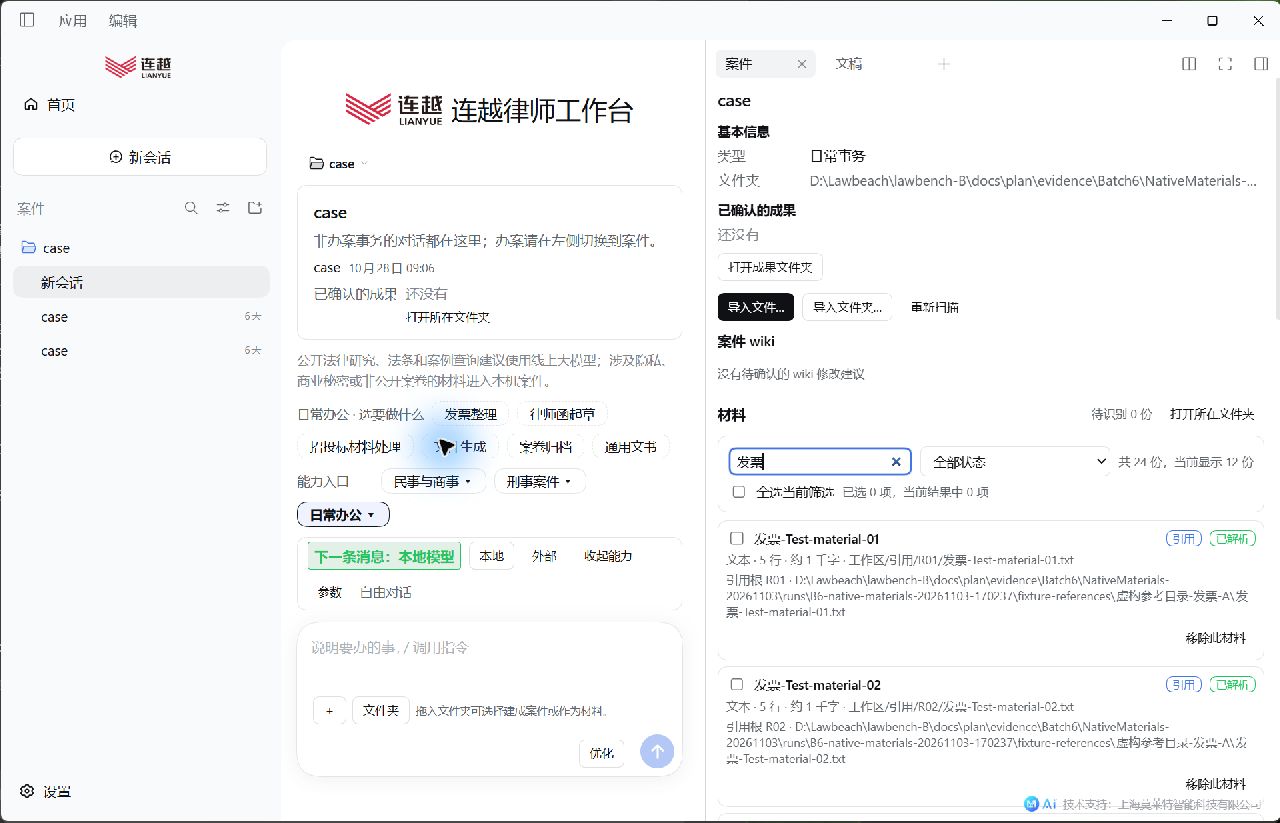 应用 编辑
连越
LIANYUE
首页
新会话
案件
case
新会话
case 6天
case 6天
设置
连越 LIANYUE 连越律师工作台
case
case
非办案事务的对话都在这里；办案请在左侧切换到案件。
case 10月28日 09:06
已确认的成果 还没有
打开所在文件夹
公开法律研究、法条和案例查询建议使用线上大模型；涉及隐私、
商业秘密或非公开案卷的材料进入本机案件。
日常办公 · 选要做什么 发票整理 律师函起草
招投标材料处理 生成 案卷归档 通用文书
能力入口 民事与商事 刑事案件
日常办公
下一条消息：本地模型 本地 外部 收起能力
参数 自由对话
说明要办的事，/ 调用指令
+ 文件夹 拖入文件夹可选择建成案件或作为材料。
优化
案件 文稿
case
基本信息
类型 日常事务
文件夹 D:\Lawbeach\lawbench-B\docs\plan\evidence\Batch6\NativeMaterials-...
已确认的成果
还没有
打开成果文件夹
导入文件... 导入文件夹... 重新扫描
案件 wiki
没有待确认的 wiki 修改建议
材料 待识别 0 份 打开所在文件夹
发票 全部状态 共 24 份，当前显示 12 份
全选当前筛选 已选 0 项，当前结果中 0 项
发票-Test-material-01 引用 已解析
文本 · 5 行 · 约 1 千字 · 工作区/引用/R01/发票-Test-material-01.txt
引用根 R01 · D:\Lawbeach\lawbench-B\docs\plan\evidence\Batch6\NativeMaterials-
20261103\runs\B6-native-materials-20261103-170237\fixture-references\虚构参考目录-发票-A\发
票-Test-material-01.txt
移除此材料
发票-Test-material-02 引用 已解析
文本 · 5 行 · 约 1 千字 · 工作区/引用/R02/发票-Test-material-02.txt
引用根 R02 · D:\Lawbeach\lawbench-B\docs\plan\evidence\Batch6\NativeMaterials-
20261103\runs\B6-native-materials-20261103-170237\fixture-references\虚构参考目录-发票-A\发
票-Test-material-02.txt
移除此材料
AI 技术支持：上海莫莱特智能科技有限公司